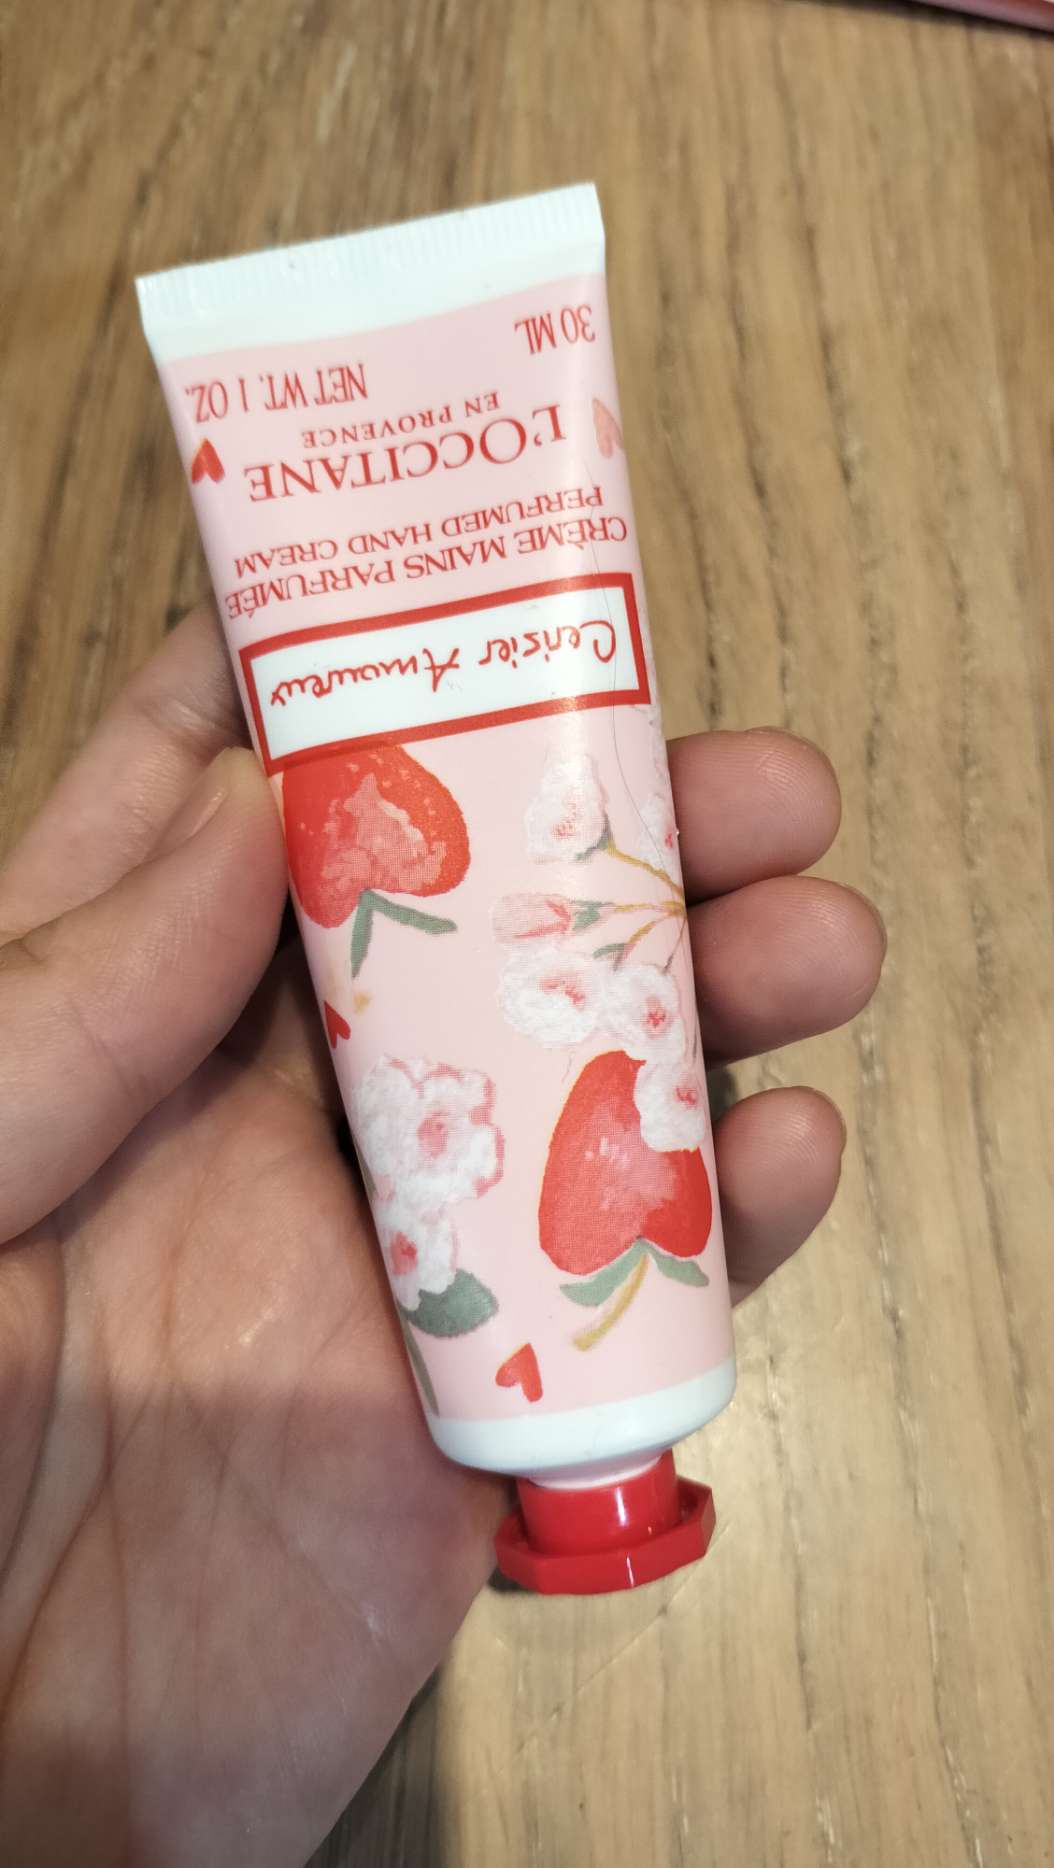 Cerisier Amoureux
CRÈME MAINS PARFUMÉE
PERFUMED HAND CREAM
L'OCCITANE
EN PROVENCE
30 ML NET WT. 1 OZ.